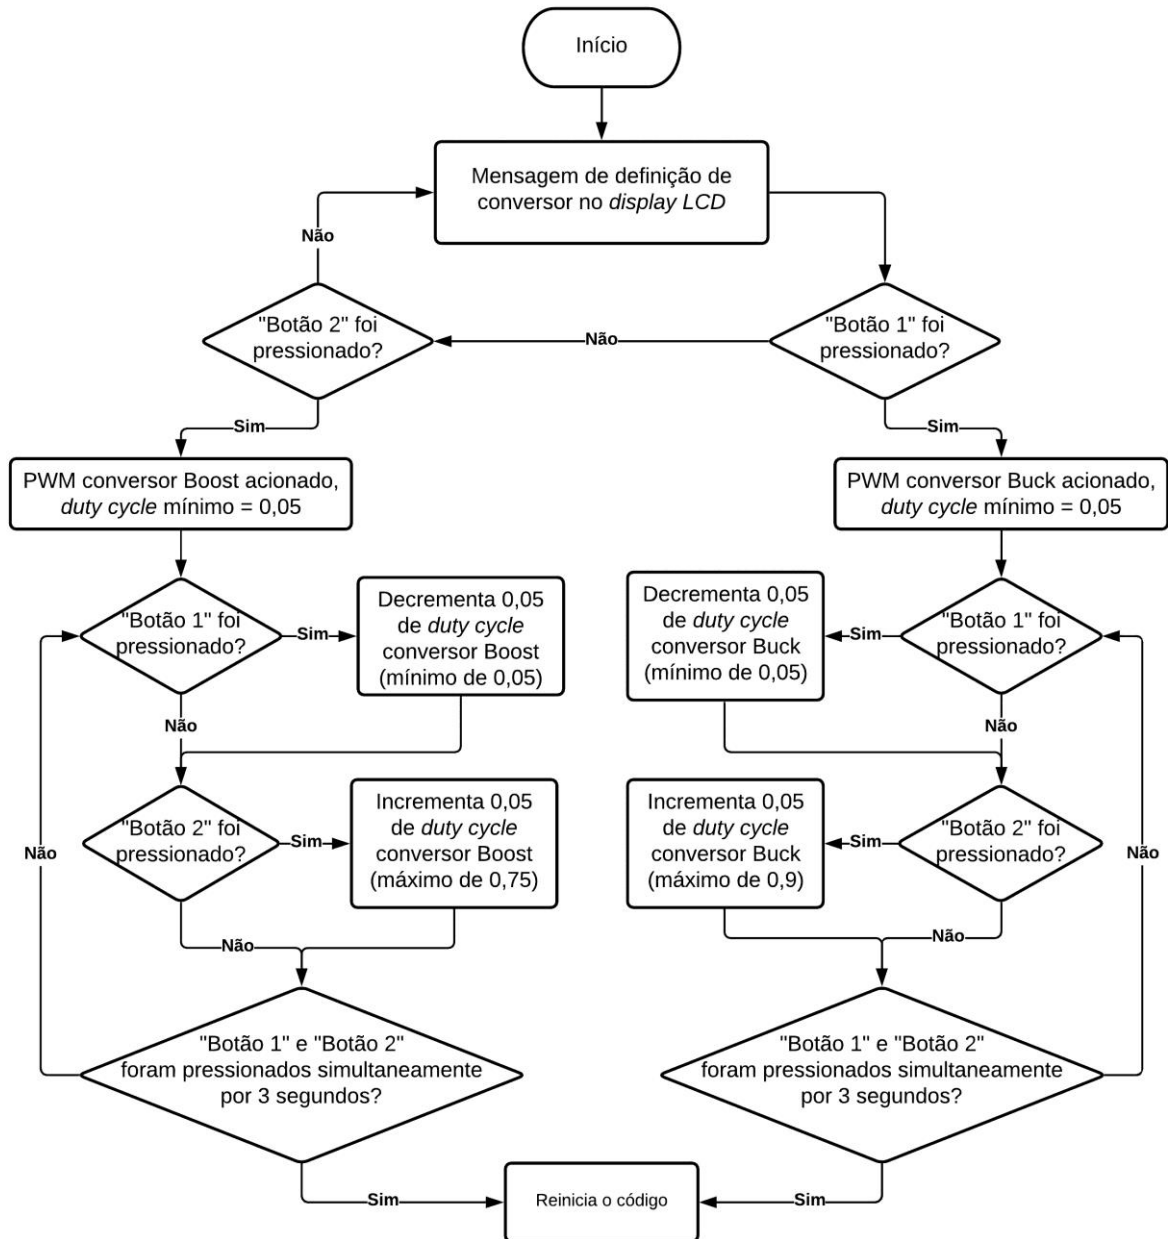 Início
Mensagem de definição de
conversor no display LCD
Não
"Botão 2" foi
pressionado?
Não
"Botão 1" foi
pressionado?
Sim
Sim
PWM conversor Boost acionado,
duty cycle mínimo = 0,05
PWM conversor Buck acionado,
duty cycle mínimo = 0,05
"Botão 1" foi
pressionado?
Sim
Decrementa 0,05
de duty cycle
conversor Boost
(mínimo de 0,05)
Decrementa 0,05
de duty cycle
conversor Buck
(mínimo de 0,05)
Sim
"Botão 1" foi
pressionado?
Não
Não
"Botão 2" foi
pressionado?
Sim
Incrementa 0,05
de duty cycle
conversor Boost
(máximo de 0,75)
Incrementa 0,05
de duty cycle
conversor Buck
(máximo de 0,9)
Sim
"Botão 2" foi
pressionado?
Não
Não
Não
Não
"Botão 1" e "Botão 2"
foram pressionados simultaneamente
por 3 segundos?
"Botão 1" e "Botão 2"
foram pressionados simultaneamente
por 3 segundos?
Sim
Reinicia o código
Sim